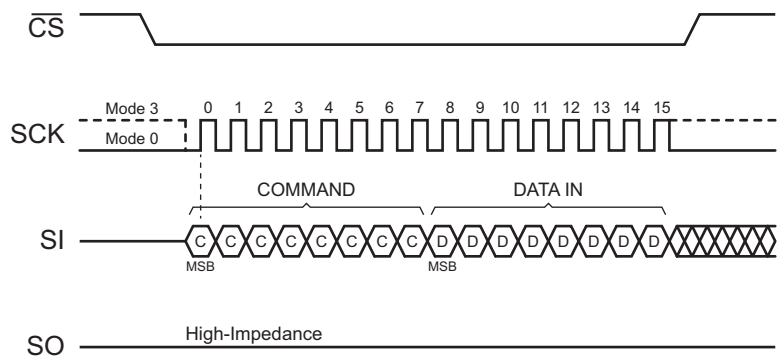 CS
Mode 3
0 1 2 3 4 5 6 7 8 9 10 11 12 13 14 15
SCK
Mode 0
COMMAND DATA IN
SI
C C C C C C C C D D D D D D D D
MSB MSB
High-Impedance
SO